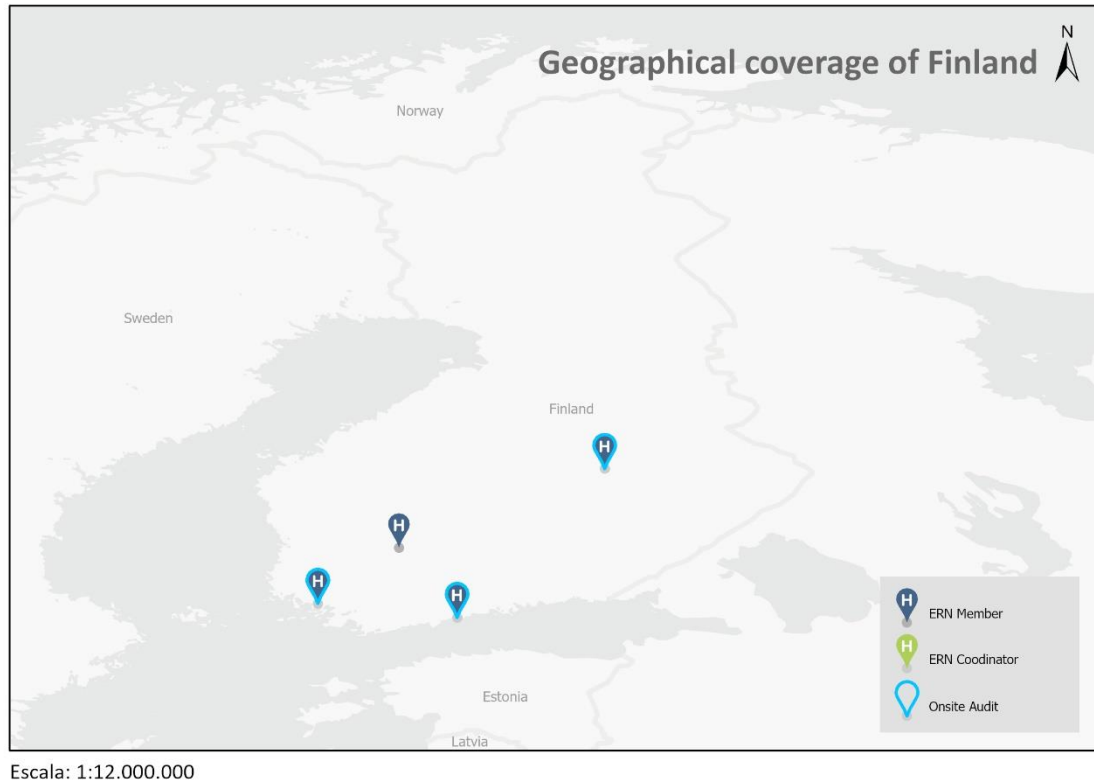 Geographical coverage of Finland
N
Norway
Sweden
Finland
H
H
H
H
H
ERN Member
H
ERN Coodinator
Onsite Audit
Estonia
Latvia
Escala: 1:12.000.000